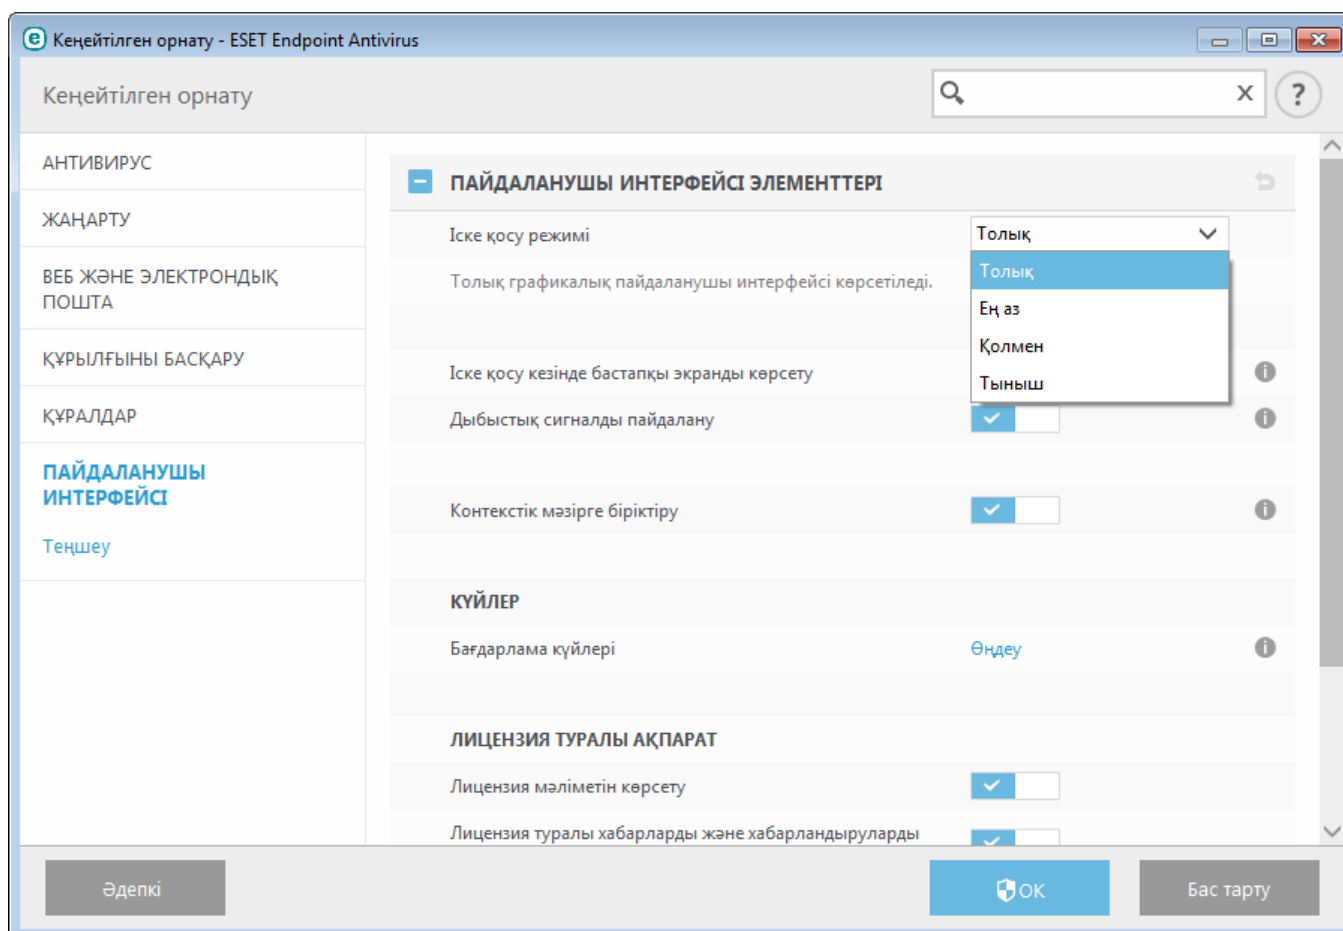 Кеңейтілген орнату - ESET Endpoint Antivirus
Кеңейтілген орнату
АНТИВИРУС
ЖАҢАРТУ
ВЕБ ЖӘНЕ ЭЛЕКТРОНДЫҚ
ПОШТА
ҚҰРЫЛҒЫНЫ БАСҚАРУ
ҚҰРАЛДАР
ПАЙДАЛАНУШЫ
ИНТЕРФЕЙСІ
Теңшеу
ПАЙДАЛАНУШЫ ИНТЕРФЕЙСІ ЭЛЕМЕНТТЕРІ
Іске қосу режимі
Толық
Толық графикалық пайдаланушы интерфейсі көрсетіледі.
Толық
Ең аз
Қолмен
Тыныш
Іске қосу кезінде бастапқы экранды көрсету
Дыбыстық сигналды пайдалану
Контекстік мәзірге біріктіру
КҮЙЛЕР
Бағдарлама күйлері
Өңдеу
ЛИЦЕНЗИЯ ТУРАЛЫ АҚПАРАТ
Лицензия мәліметін көрсету
Лицензия туралы хабарларды және хабарландыруларды
Әдепкі
OK
Бас тарту